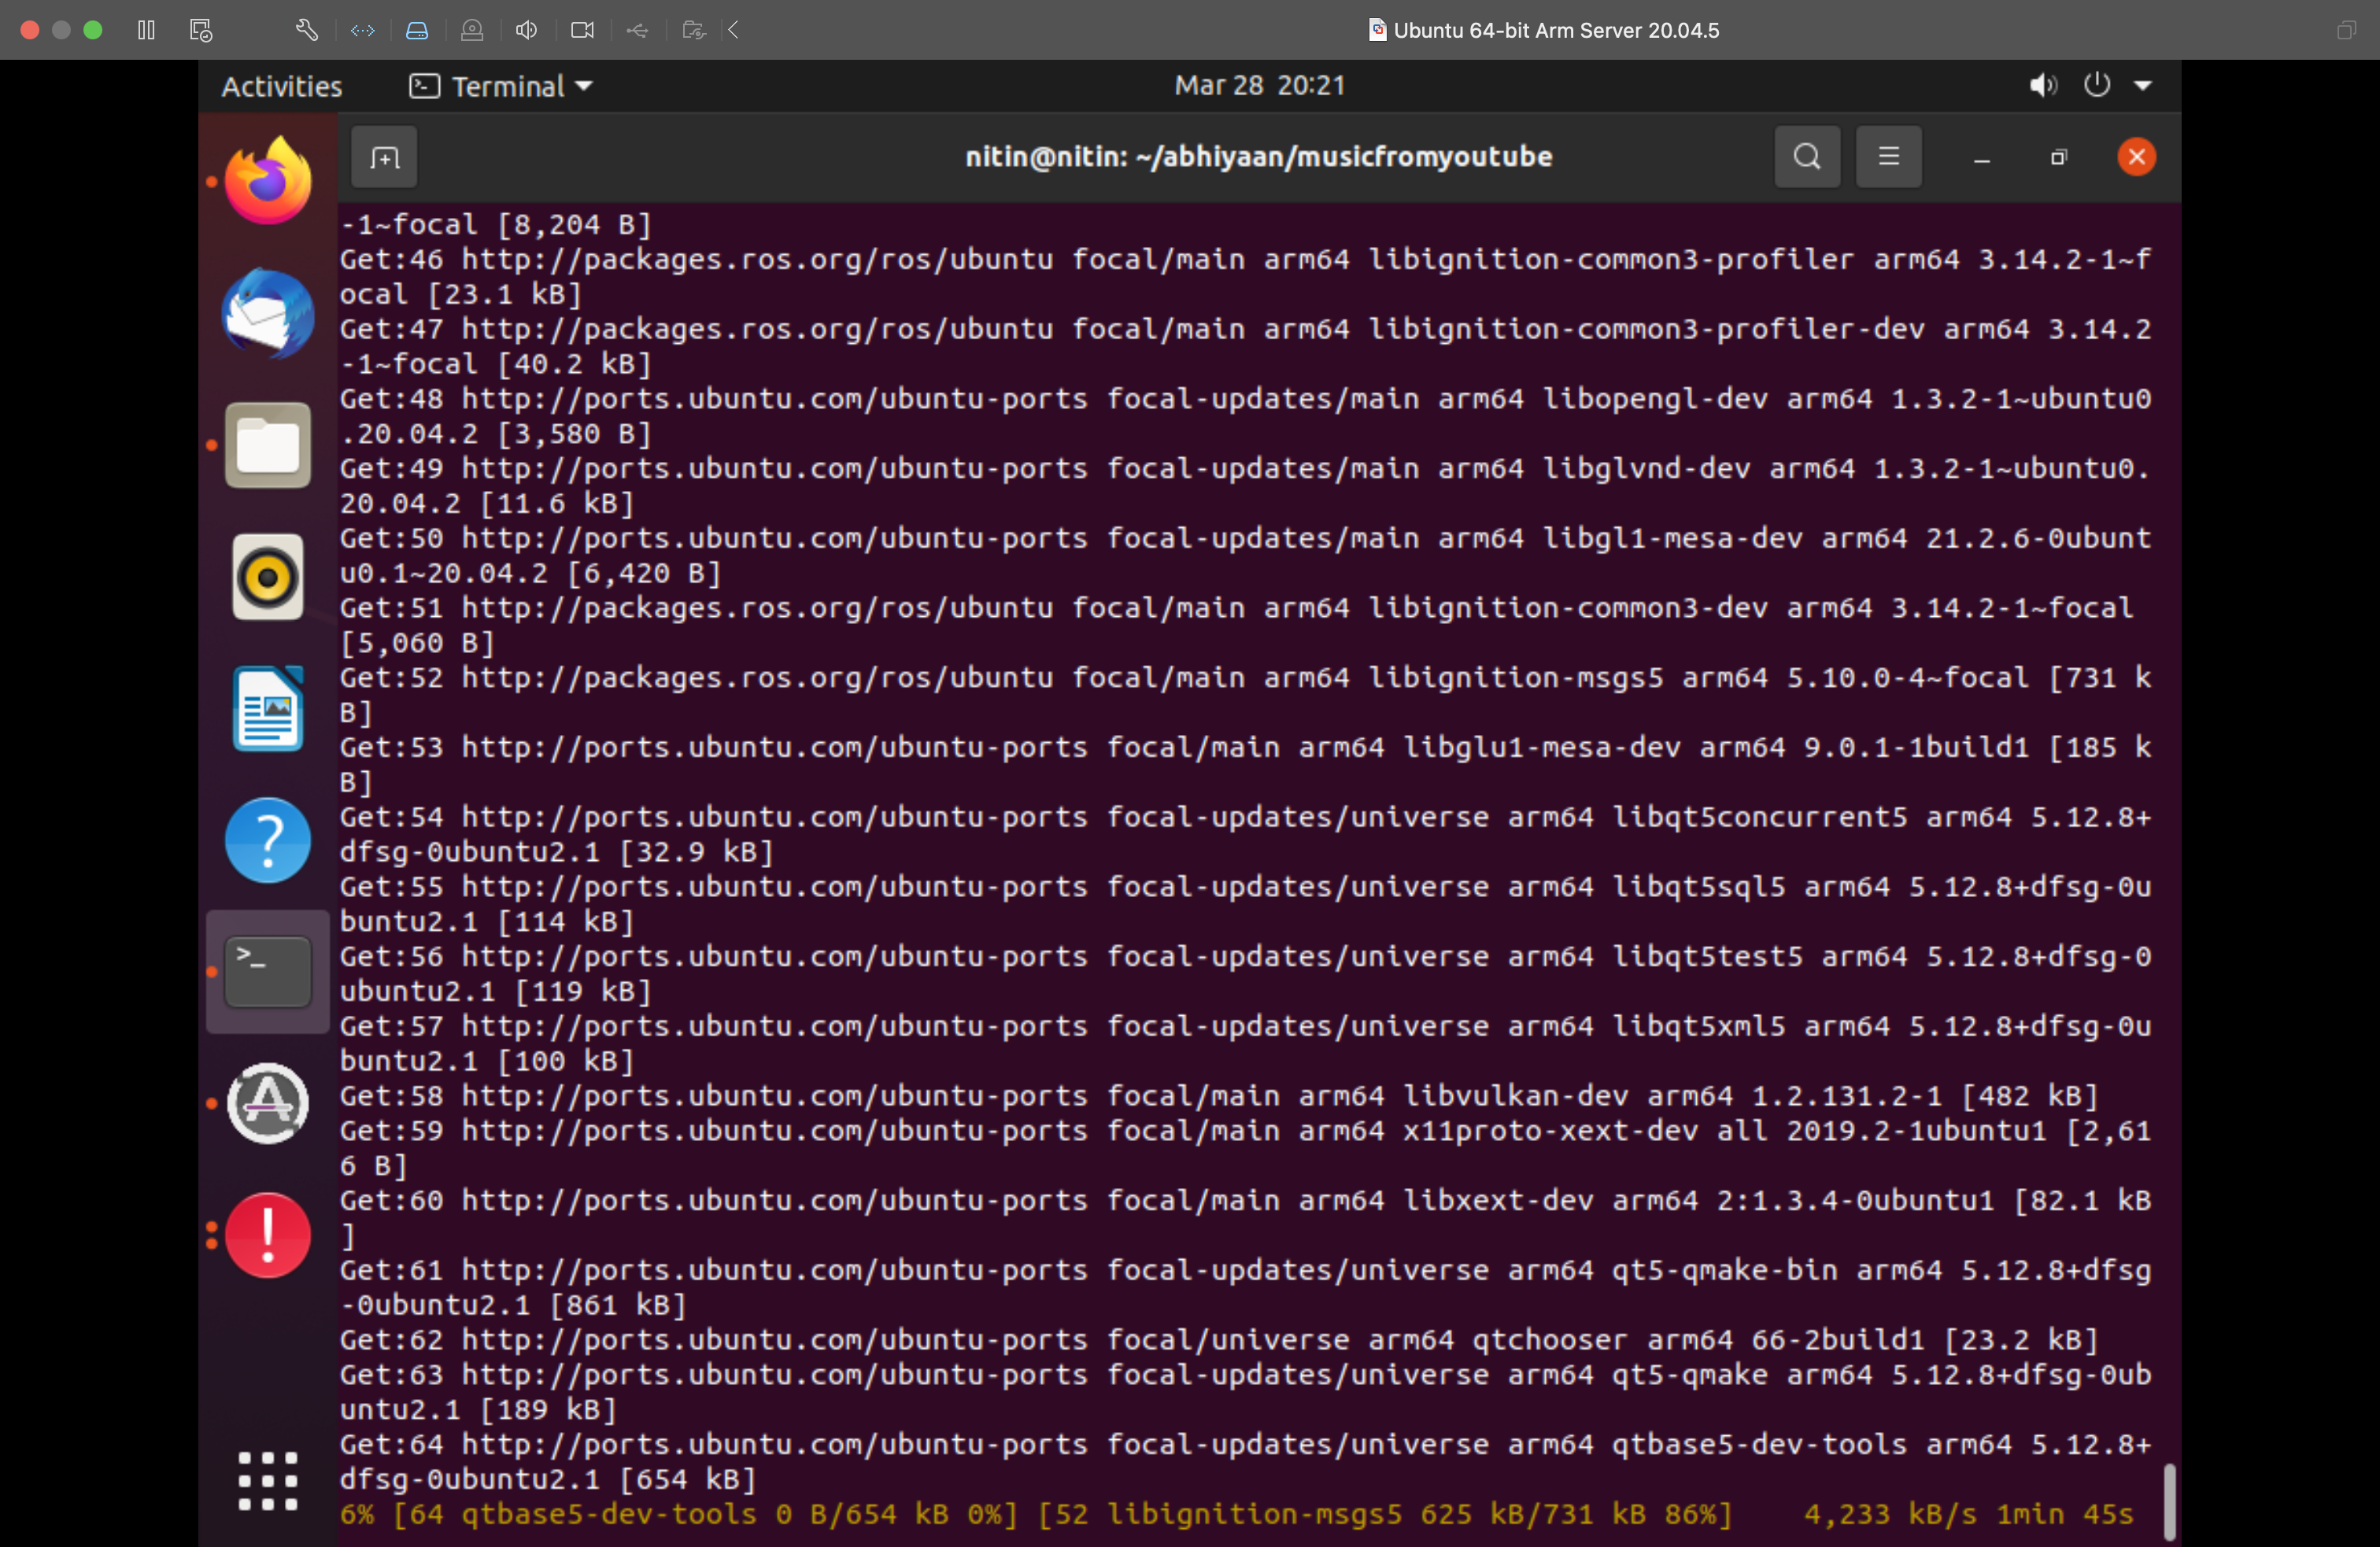 Ubuntu 64-bit Arm Server 20.04.5
Activities
Terminal
Mar 28 20:21
nitin@nitin: ~/abhiyaan/musicfromyoutube
-1~focal [8,204 B]
Get:46 http://packages.ros.org/ros/ubuntu focal/main arm64 libignition-common3-profiler arm64 3.14.2-1~f
ocal [23.1 kB]
Get:47 http://packages.ros.org/ros/ubuntu focal/main arm64 libignition-common3-profiler-dev arm64 3.14.2
-1~focal [40.2 kB]
Get:48 http://ports.ubuntu.com/ubuntu-ports focal-updates/main arm64 libopengl-dev arm64 1.3.2-1~ubuntu0
.20.04.2 [3,580 B]
Get:49 http://ports.ubuntu.com/ubuntu-ports focal-updates/main arm64 libglvnd-dev arm64 1.3.2-1~ubuntu0.
20.04.2 [11.6 kB]
Get:50 http://ports.ubuntu.com/ubuntu-ports focal-updates/main arm64 libgl1-mesa-dev arm64 21.2.6-0ubunt
u0.1~20.04.2 [6,420 B]
Get:51 http://packages.ros.org/ros/ubuntu focal/main arm64 libignition-common3-dev arm64 3.14.2-1~focal
[5,060 B]
Get:52 http://packages.ros.org/ros/ubuntu focal/main arm64 libignition-msgs5 arm64 5.10.0-4~focal [731 k
B]
Get:53 http://ports.ubuntu.com/ubuntu-ports focal/main arm64 libglu1-mesa-dev arm64 9.0.1-1build1 [185 k
B]
Get:54 http://ports.ubuntu.com/ubuntu-ports focal-updates/universe arm64 libqt5concurrent5 arm64 5.12.8+
dfsg-0ubuntu2.1 [32.9 kB]
Get:55 http://ports.ubuntu.com/ubuntu-ports focal-updates/universe arm64 libqt5sql5 arm64 5.12.8+dfsg-0u
buntu2.1 [114 kB]
Get:56 http://ports.ubuntu.com/ubuntu-ports focal-updates/universe arm64 libqt5test5 arm64 5.12.8+dfsg-0
ubuntu2.1 [119 kB]
Get:57 http://ports.ubuntu.com/ubuntu-ports focal-updates/universe arm64 libqt5xml5 arm64 5.12.8+dfsg-0u
buntu2.1 [100 kB]
Get:58 http://ports.ubuntu.com/ubuntu-ports focal/main arm64 libvulkan-dev arm64 1.2.131.2-1 [482 kB]
Get:59 http://ports.ubuntu.com/ubuntu-ports focal/main arm64 x11proto-xext-dev all 2019.2-1ubuntu1 [2,61
6 B]
Get:60 http://ports.ubuntu.com/ubuntu-ports focal/main arm64 libxext-dev arm64 2:1.3.4-0ubuntu1 [82.1 kB
]
Get:61 http://ports.ubuntu.com/ubuntu-ports focal-updates/universe arm64 qt5-qmake-bin arm64 5.12.8+dfsg
-0ubuntu2.1 [861 kB]
Get:62 http://ports.ubuntu.com/ubuntu-ports focal/universe arm64 qtchooser arm64 66-2build1 [23.2 kB]
Get:63 http://ports.ubuntu.com/ubuntu-ports focal-updates/universe arm64 qt5-qmake arm64 5.12.8+dfsg-0ub
untu2.1 [189 kB]
Get:64 http://ports.ubuntu.com/ubuntu-ports focal-updates/universe arm64 qtbase5-dev-tools arm64 5.12.8+
dfsg-0ubuntu2.1 [654 kB]
6% [64 qtbase5-dev-tools 0 B/654 kB 0%] [52 libignition-msgs5 625 kB/731 kB 86%] 4,233 kB/s 1min 45s